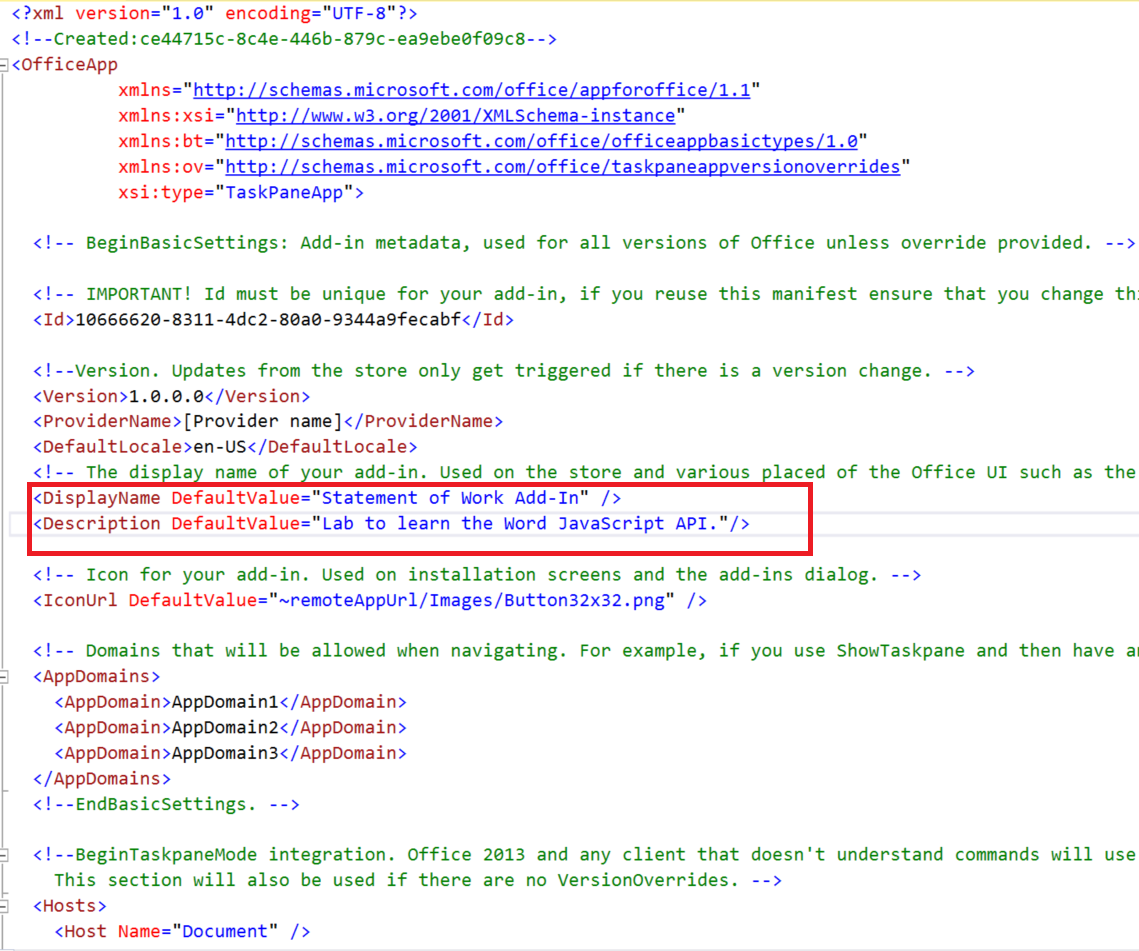 <?xml version="1.0" encoding="UTF-8"?>
<!--Created:ce44715c-8c4e-446b-879c-ea9ebe0f09c8-->
<OfficeApp
xmlns="http://schemas.microsoft.com/office/appforoffice/1.1"
xmlns:xsi="http://www.w3.org/2001/XMLSchema-instance"
xmlns:bt="http://schemas.microsoft.com/office/officeappbasictypes/1.0"
xmlns:ov="http://schemas.microsoft.com/office/taskpaneappversionoverrides"
xsi:type="TaskPaneApp">
<!-- BeginBasicSettings: Add-in metadata, used for all versions of Office unless override provided. -->
<!-- IMPORTANT! Id must be unique for your add-in, if you reuse this manifest ensure that you change
<Id>10666620-8311-4dc2-80a0-9344a9fecabf</Id>
<!--Version. Updates from the store only get triggered if there is a version change. -->
<Version>1.0.0.0</Version>
<ProviderName>[Provider name]</ProviderName>
<DefaultLocale>en-US</DefaultLocale>
<!-- The display name of your add-in. Used on the store and various placed of the Office UI such as the
<DisplayName DefaultValue="Statement of Work Add-In" />
<Description DefaultValue="Lab to learn the Word JavaScript API."/>
<!-- Icon for your add-in. Used on installation screens and the add-ins dialog. -->
<IconUrl DefaultValue="~remoteAppUrl/Images/Button32x32.png" />
<!-- Domains that will be allowed when navigating. For example, if you use ShowTaskpane and then have
<AppDomains>
<AppDomain>AppDomain1</AppDomain>
<AppDomain>AppDomain2</AppDomain>
<AppDomain>AppDomain3</AppDomain>
</AppDomains>
<!--EndBasicSettings. -->
<!--BeginTaskpaneMode integration. Office 2013 and any client that doesn't understand commands will use
This section will also be used if there are no VersionOverrides. -->
<Hosts>
<Host Name="Document" />